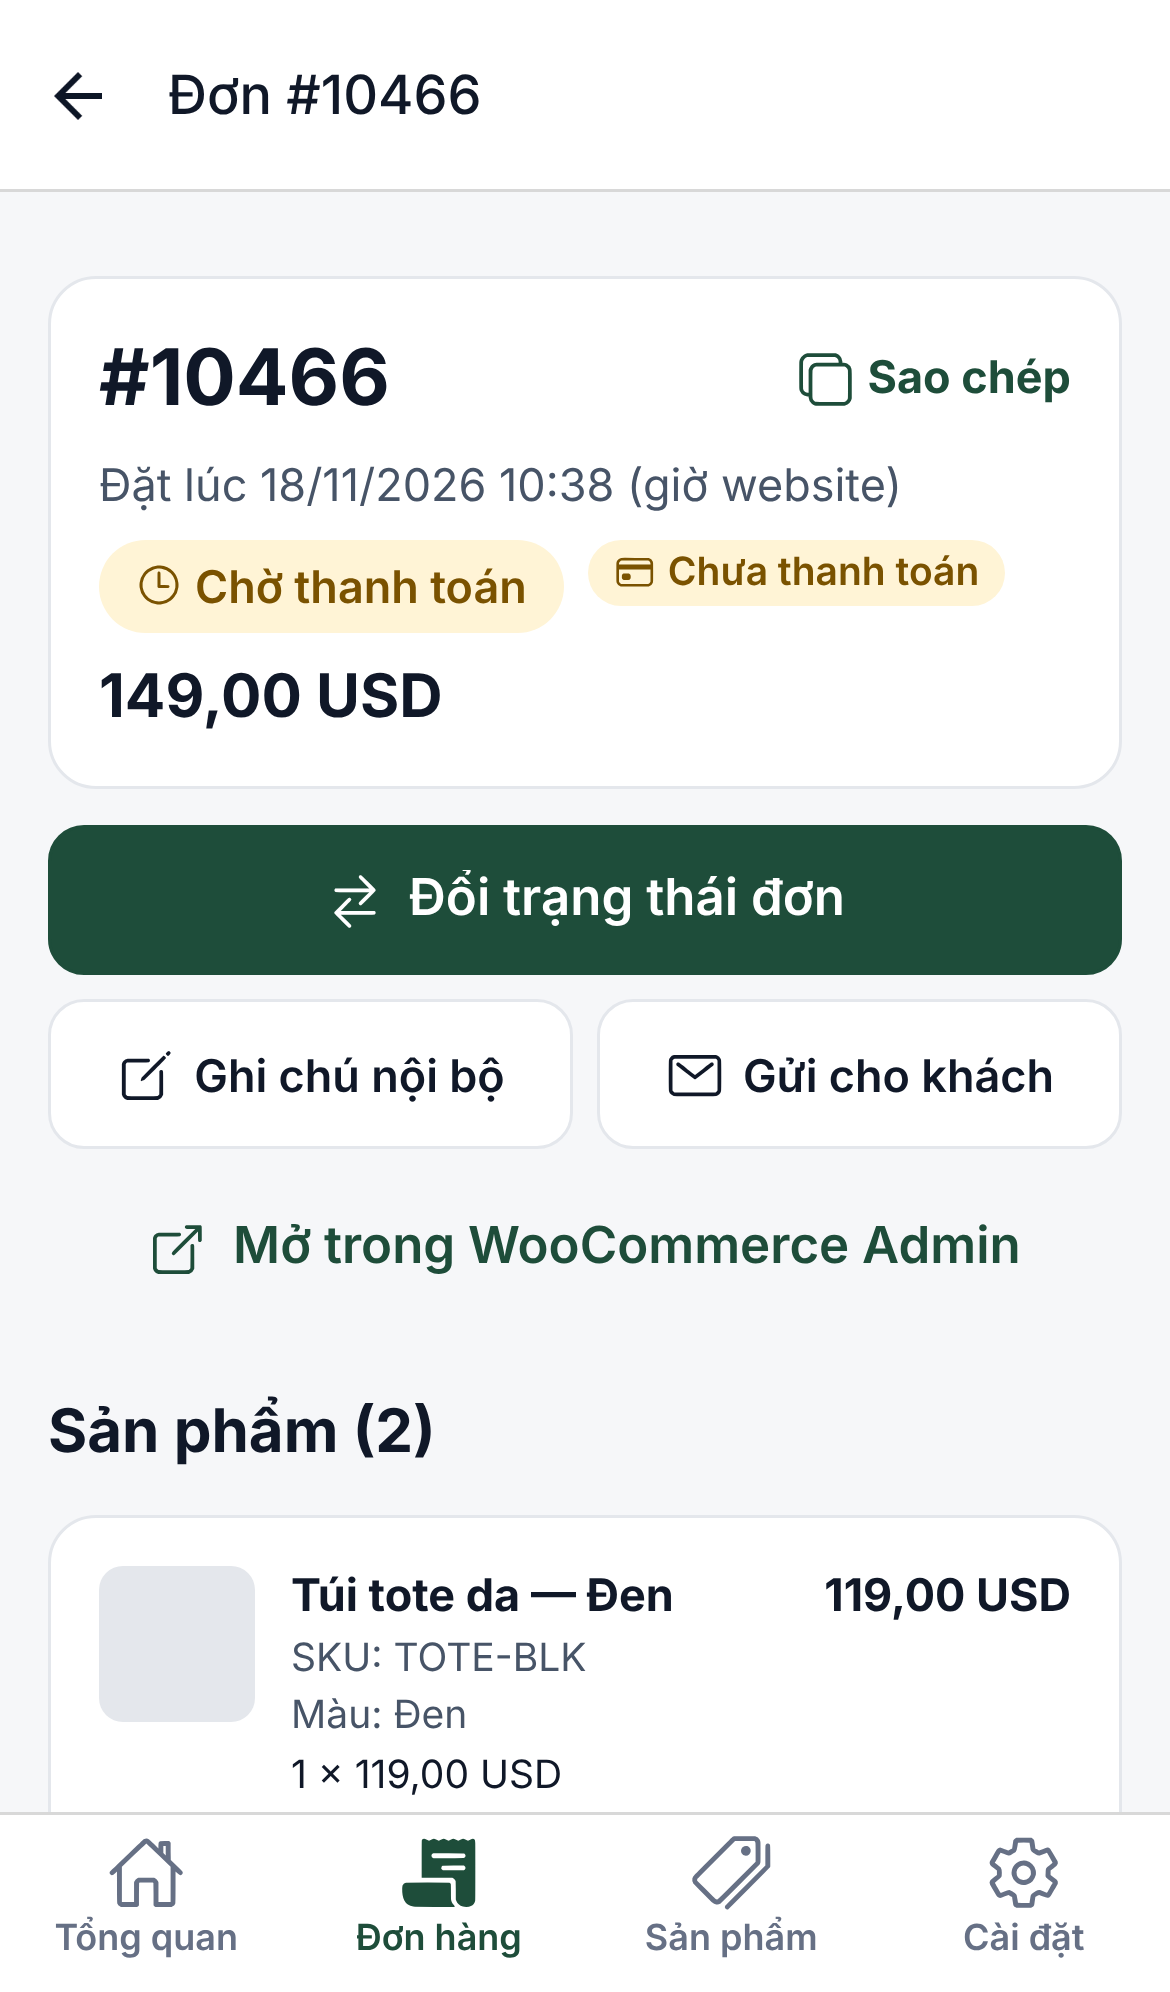 Đơn #10466
#10466
Sao chép
Đặt lúc 18/11/2026 10:38 (giờ website)
Chờ thanh toán
Chưa thanh toán
149,00 USD
Đổi trạng thái đơn
Ghi chú nội bộ
Gửi cho khách
Mở trong WooCommerce Admin
Sản phẩm (2)
Túi tote da — Đen
119,00 USD
SKU: TOTE-BLK
Màu: Đen
1 × 119,00 USD
Tổng quan
Đơn hàng
Sản phẩm
Cài đặt